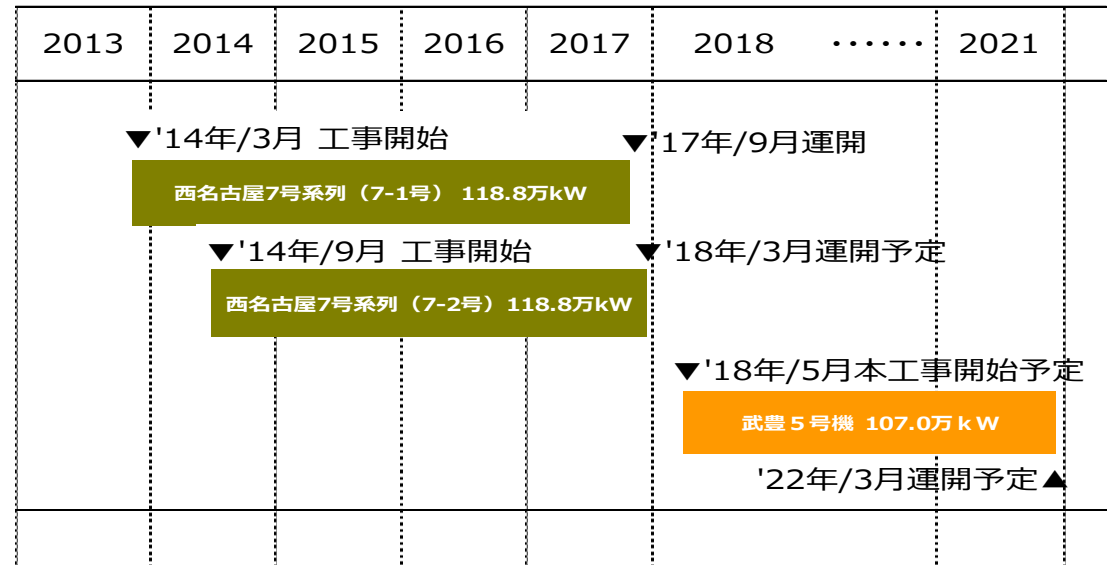 2013 2014 2015 2016 2017 2018 ‥‥‥ 2021
▼'14年/3月 工事開始 ▼'17年/9月運開
西名古屋7号系列（7-1号） 118.8万kW
▼'14年/9月 工事開始 ▼'18年/3月運開予定
西名古屋7号系列（7-2号）118.8万kW
▼'18年/5月本工事開始予定
武豊５号機 107.0万ｋＷ
'22年/3月運開予定▲